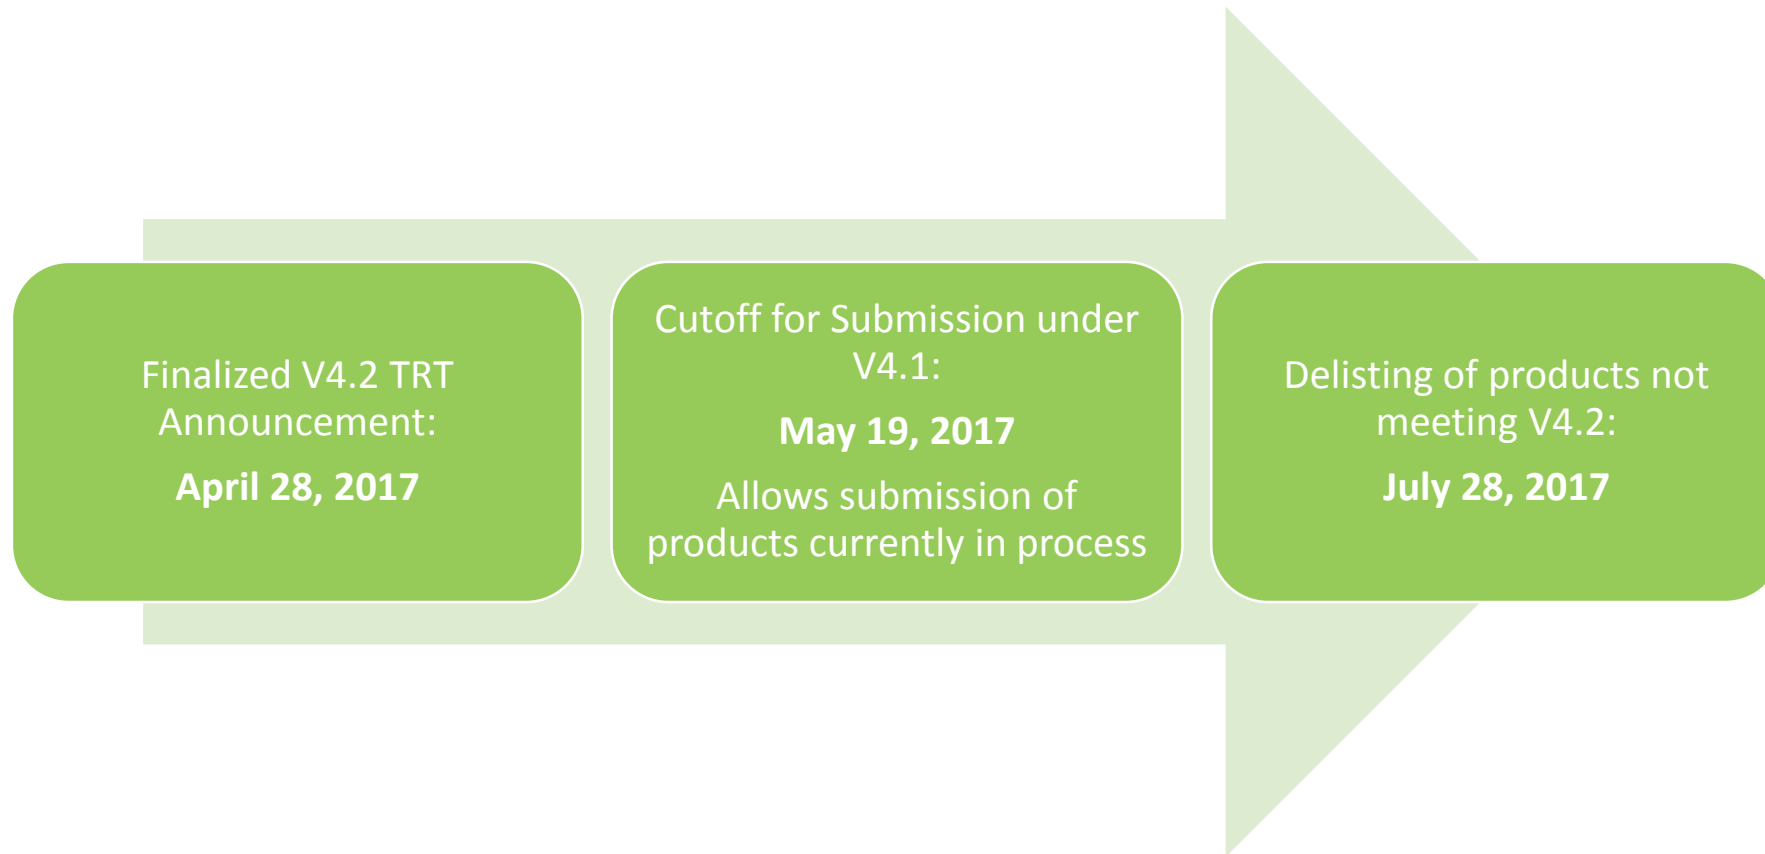 Finalized V4.2 TRT
Announcement:
April 28, 2017
Cutoff for Submission under
V4.1:
May 19, 2017
Allows submission of
products currently in process
Delisting of products not
meeting V4.2:
July 28, 2017